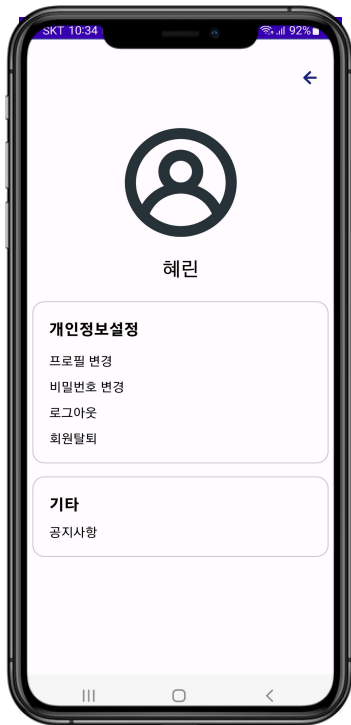 SKT 10:34
92%
혜린
개인정보설정
프로필 변경
비밀번호 변경
로그아웃
회원탈퇴
기타
공지사항